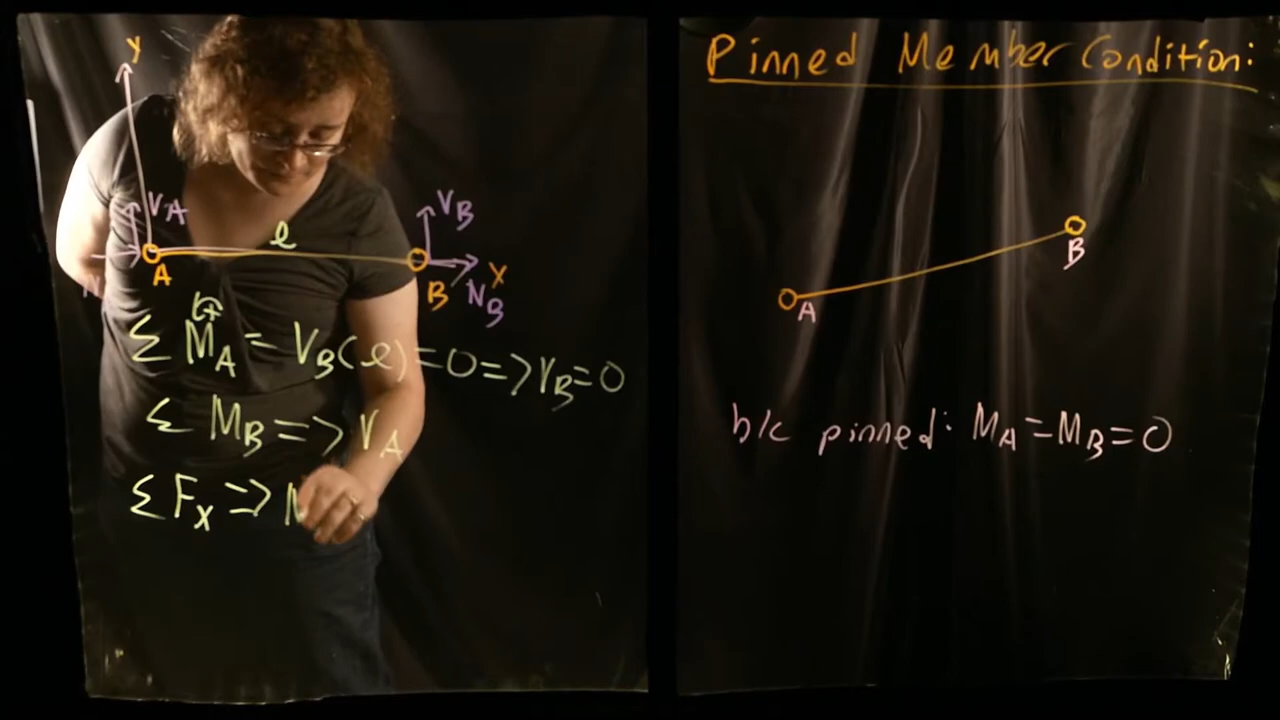 Pinned Member Condition:
Y
VA
VB
l
A
B
X
NB
B
A
ΣMA = VB(l) = 0 => VB = 0
ΣMB => VA
b/c pinned: MA = MB = 0
ΣFX => N